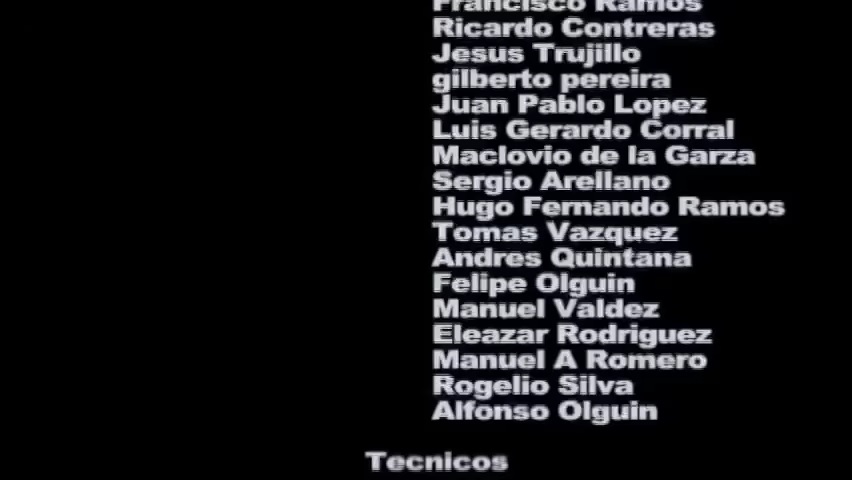 Francisco Ramos
Ricardo Contreras
Jesus Trujillo
gilberto pereira
Juan Pablo Lopez
Luis Gerardo Corral
Maclovio de la Garza
Sergio Arellano
Hugo Fernando Ramos
Tomas Vazquez
Andres Quintana
Felipe Olguin
Manuel Valdez
Eleazar Rodriguez
Manuel A Romero
Rogelio Silva
Alfonso Olguin
Tecnicos